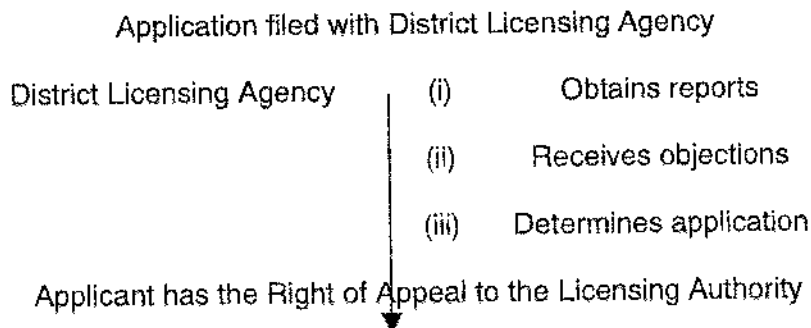 Application filed with District Licensing Agency
District Licensing Agency (i) Obtains reports
(ii) Receives objections
(iii) Determines application
Applicant has the Right of Appeal to the Licensing Authority